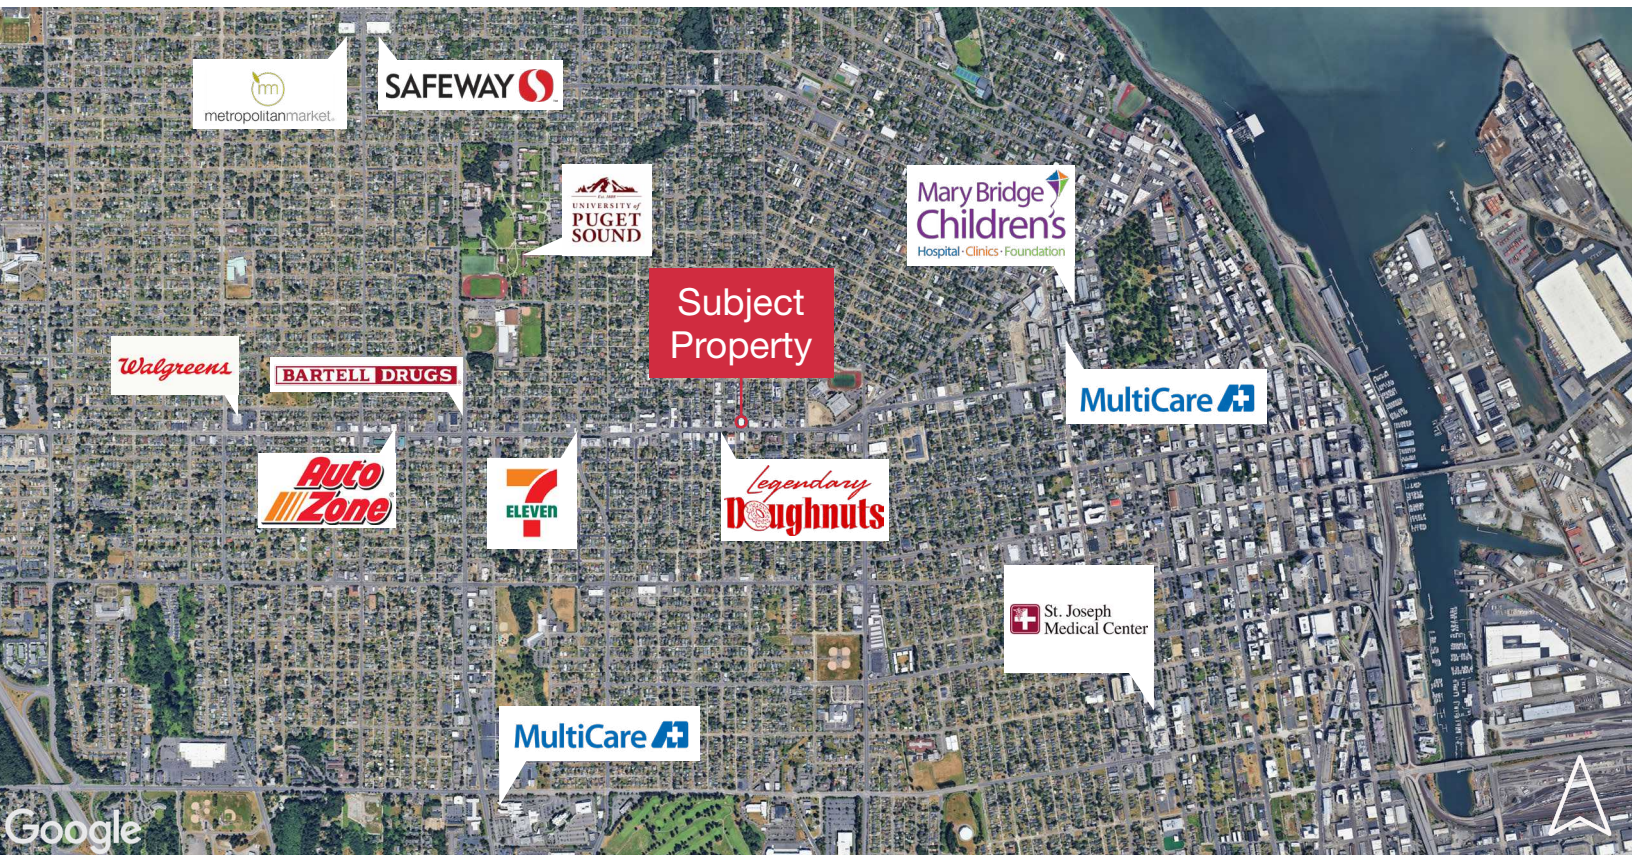 metropolitanmarket.
SAFEWAY
Est. 1888
UNIVERSITY of
PUGET
SOUND
Mary Bridge
Children's
Hospital · Clinics · Foundation
Subject
Property
Walgreens
BARTELL DRUGS
MultiCare
Auto
Zone
7
ELEVEN
Legendary
Doughnuts
St. Joseph
Medical Center
MultiCare
Google